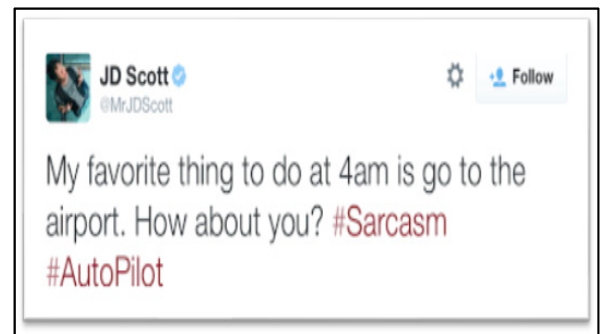 JD Scott
@MrJDScott
Follow
My favorite thing to do at 4am is go to the
airport. How about you? #Sarcasm
#AutoPilot